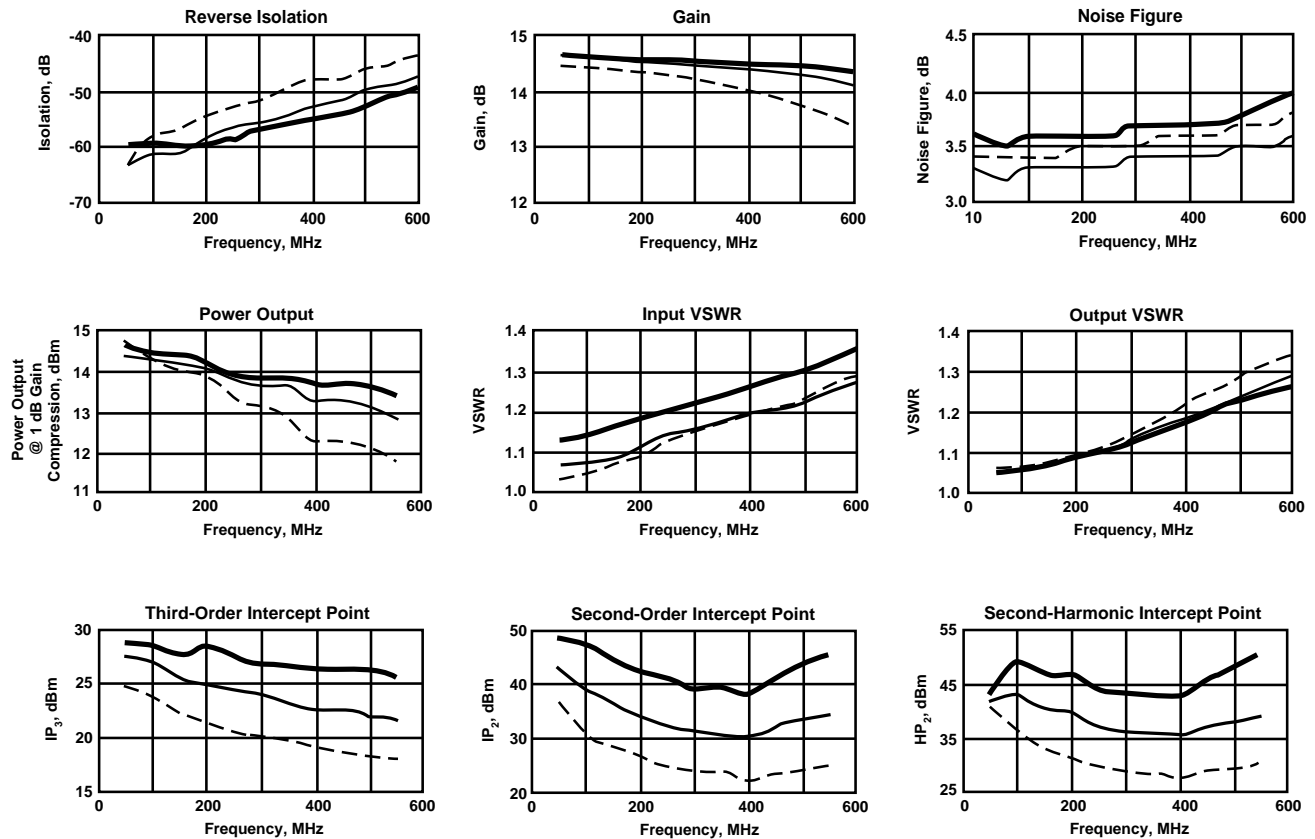 Reverse Isolation
-40
-50
-60
-70
Isolation, dB
0
200
400
600
Frequency, MHz
Gain
15
14
13
12
Gain, dB
0
200
400
600
Frequency, MHz
Noise Figure
4.5
4.0
3.5
3.0
Noise Figure, dB
10
200
400
600
Frequency, MHz
Power Output
15
14
13
12
11
Power Output
@ 1 dB Gain
Compression, dBm
0
200
400
600
Frequency, MHz
Input VSWR
1.4
1.3
1.2
1.1
1.0
VSWR
0
200
400
600
Frequency, MHz
Output VSWR
1.4
1.3
1.2
1.1
1.0
VSWR
0
200
400
600
Frequency, MHz
Third-Order Intercept Point
30
25
20
15
IP3, dBm
0
200
400
600
Frequency, MHz
Second-Order Intercept Point
50
40
30
20
IP2, dBm
0
200
400
600
Frequency, MHz
Second-Harmonic Intercept Point
55
45
35
25
HP2, dBm
0
200
400
600
Frequency, MHz